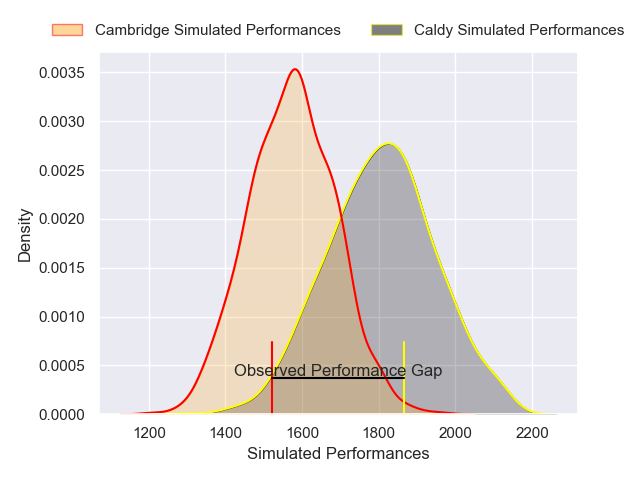 Cambridge Simulated Performances
Caldy Simulated Performances
0.0035
0.0030
0.0025
0.0020
0.0015
0.0010
0.0005
0.0000
Density
Observed Performance Gap
1200 1400 1600 1800 2000 2200
Simulated Performances